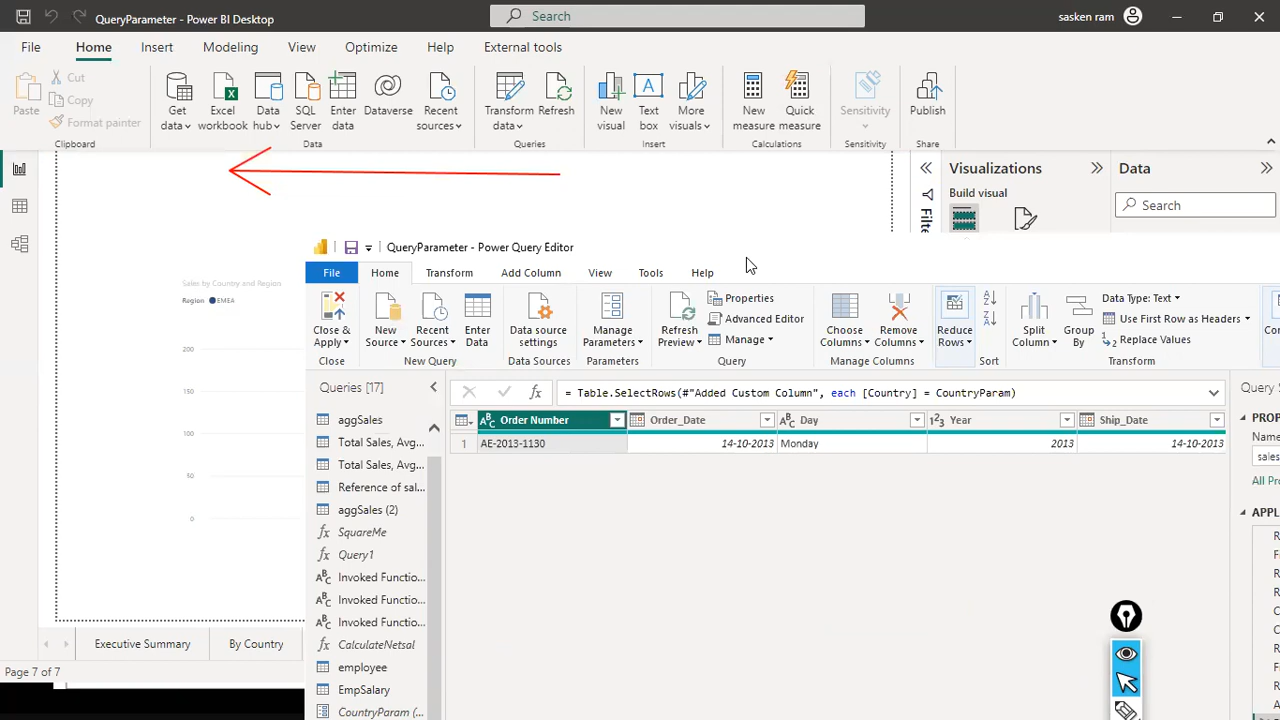 QueryParameter - Power BI Desktop
Search
sasken ram
File
Home
Insert
Modeling
View
Optimize
Help
External tools
Paste
Cut
Copy
Format painter
Get data
Excel workbook
Data hub
SQL Server
Enter data
Dataverse
Recent sources
Transform data
Refresh
New visual
Text box
More visuals
New measure
Quick measure
Sensitivity
Publish
Clipboard
Data
Queries
Insert
Calculations
Sensitivity
Share
Visualizations
Data
Build visual
Search
Sales by Country and Region
Region EMEA
200
150
100
50
0
QueryParameter - Power Query Editor
File
Home
Transform
Add Column
View
Tools
Help
Close & Apply
New Source
Recent Sources
Enter Data
Data source settings
Manage Parameters
Refresh Preview
Properties
Advanced Editor
Manage
Choose Columns
Remove Columns
Reduce Rows
Split Column
Group By
Data Type: Text
Use First Row as Headers
Replace Values
Close
New Query
Data Sources
Parameters
Query
Manage Columns
Sort
Transform
Queries [17]
= Table.SelectRows(#"Added Custom Column", each [Country] = CountryParam)
Order Number
Order_Date
Day
Year
Ship_Date
1 AE-2013-1130 14-10-2013 Monday 2013 14-10-2013
aggSales
Total Sales, Avg...
Total Sales, Avg...
Reference of sal...
aggSales (2)
SquareMe
Query1
Invoked Functio...
Invoked Functio...
Invoked Functio...
CalculateNetsal
employee
EmpSalary
CountryParam (...
Query S
PROP
Name
sales
All Pro
APPL
Executive Summary
By Country
Page 7 of 7